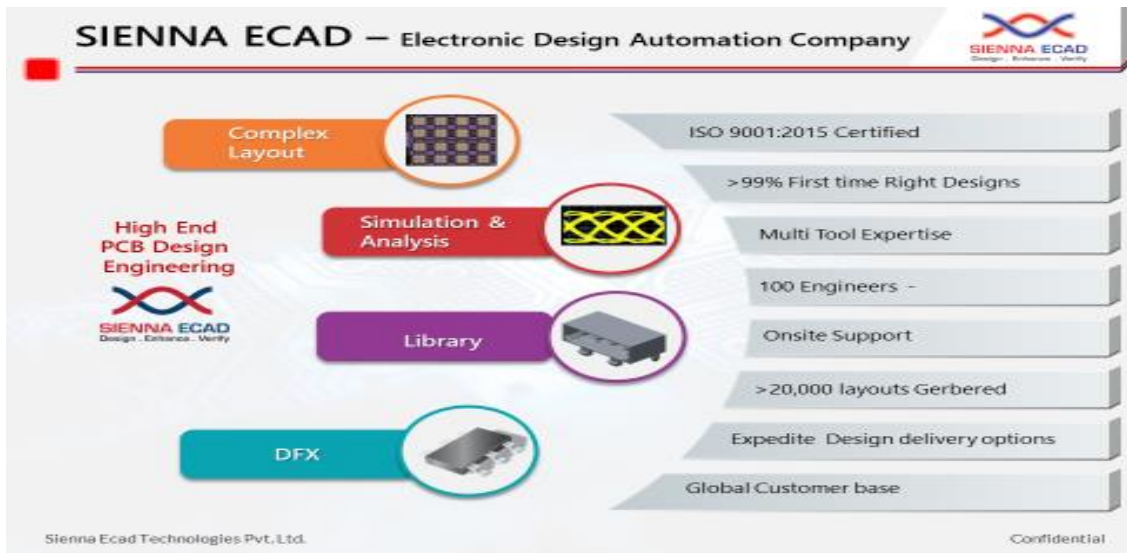 SIENNA ECAD – Electronic Design Automation Company
SIENNA ECAD
Design . Enhance . Verify
Complex
Layout
Simulation &
Analysis
High End
PCB Design
Engineering
SIENNA ECAD
Design . Enhance . Verify
Library
DFX
ISO 9001:2015 Certified
>99% First time Right Designs
Multi Tool Expertise
100 Engineers -
Onsite Support
>20,000 layouts Gerbered
Expedite Design delivery options
Global Customer base
Sienna Ecad Technologies Pvt. Ltd.
Confidential